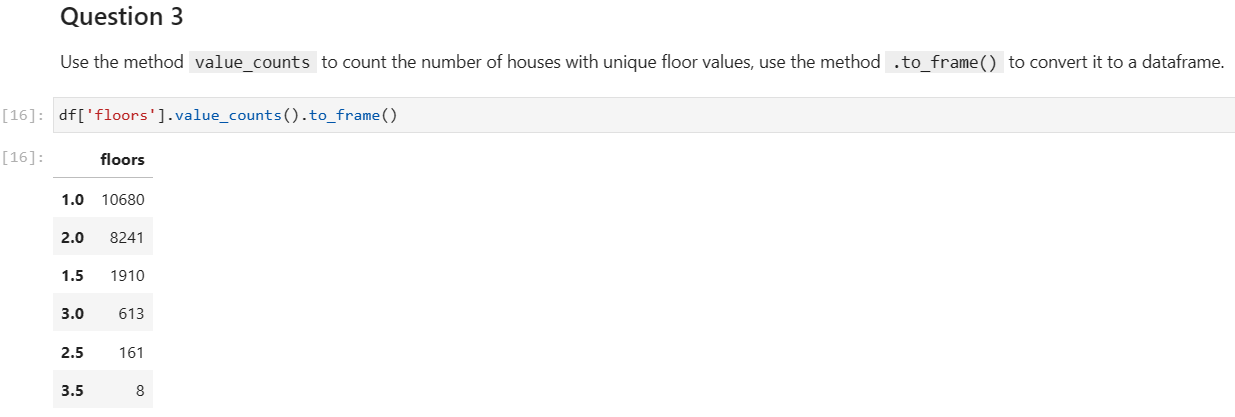 Question 3
Use the method value_counts to count the number of houses with unique floor values, use the method .to_frame() to convert it to a dataframe.
[16]: df['floors'].value_counts().to_frame()
[16]: floors
1.0 10680
2.0 8241
1.5 1910
3.0 613
2.5 161
3.5 8